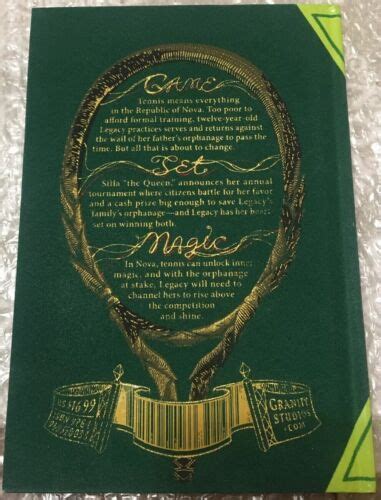 GAME
Tennis means everything
in the Republic of Nova. Too poor to
afford formal training, twelve-year-old
Legacy practices serves and returns against
the wall of her father's orphanage to pass the
time. But all that is about to change.
SET
Silla "the Queen," announces her annual
tournament where citizens battle for her favor
and a cash prize big enough to save Legacy's
family's orphanage—and Legacy has her heart
set on winning both.
MAGIC
In Nova, tennis can unlock inner
magic, and with the orphanage
at stake, Legacy will need to
channel hers to rise above
the competition
and shine.
US $16.99
GRANITY
STUDIOS
.COM